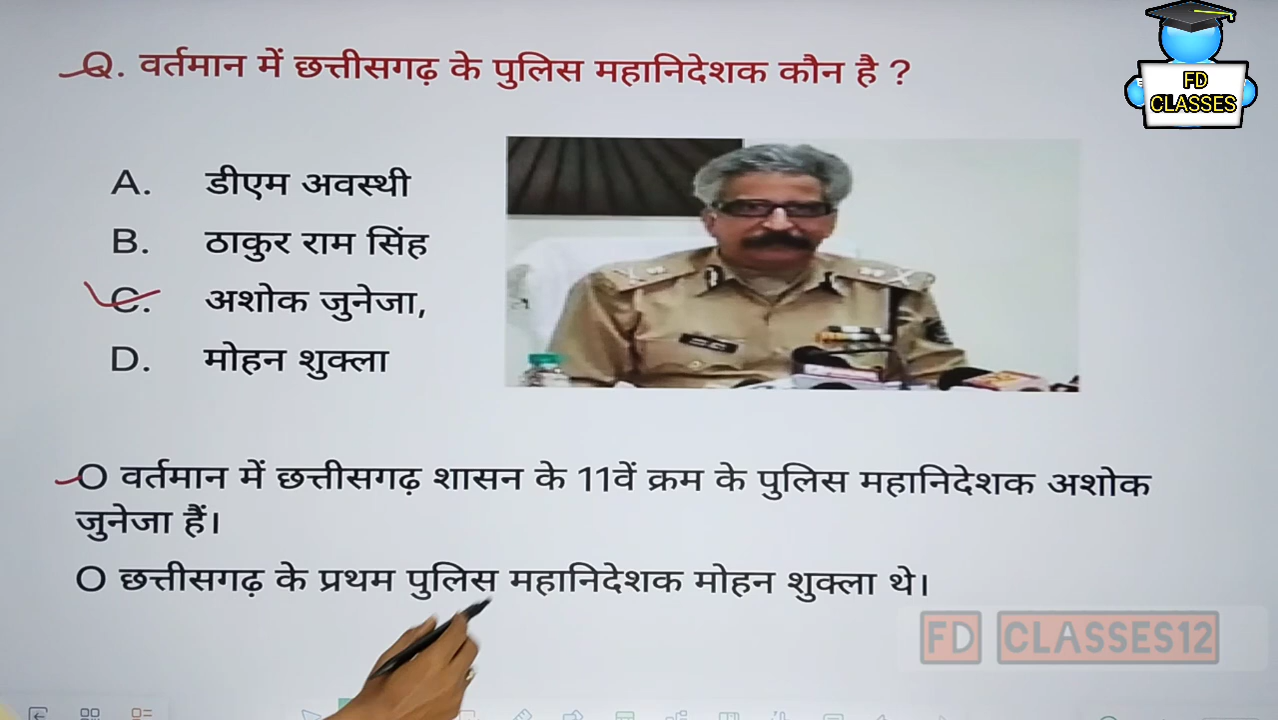 Q. वर्तमान में छत्तीसगढ़ के पुलिस महानिदेशक कौन है ?
FD
CLASSES
A. डीएम अवस्थी
B. ठाकुर राम सिंह
C. अशोक जुनेजा,
D. मोहन शुक्ला
O वर्तमान में छत्तीसगढ़ शासन के 11वें क्रम के पुलिस महानिदेशक अशोक
जुनेजा हैं।
O छत्तीसगढ़ के प्रथम पुलिस महानिदेशक मोहन शुक्ला थे।
FD CLASSES12